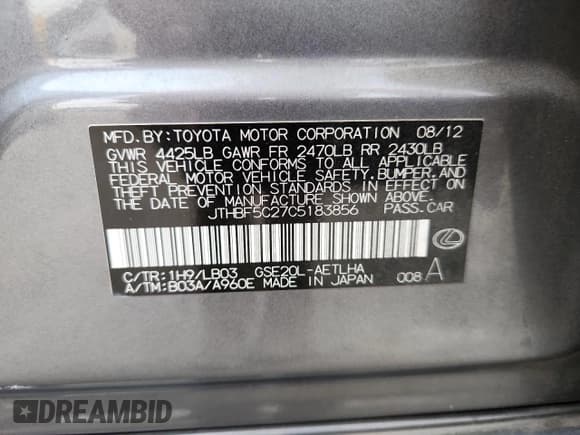 MFD. BY: TOYOTA MOTOR CORPORATION 08/12
GVWR 4425LB GAWR FR 2470LB RR 2430LB
THIS VEHICLE CONFORMS TO ALL APPLICABLE
FEDERAL MOTOR VEHICLE SAFETY, BUMPER, AND
THEFT PREVENTION STANDARDS IN EFFECT ON
THE DATE OF MANUFACTURE SHOWN ABOVE.
JTHBF5C27C5183856 PASS. CAR
C/TR: 1H9/LB03 GSE20L-AETLHA
A/TM: B03A/A960E MADE IN JAPAN 008 A
DREAMBID